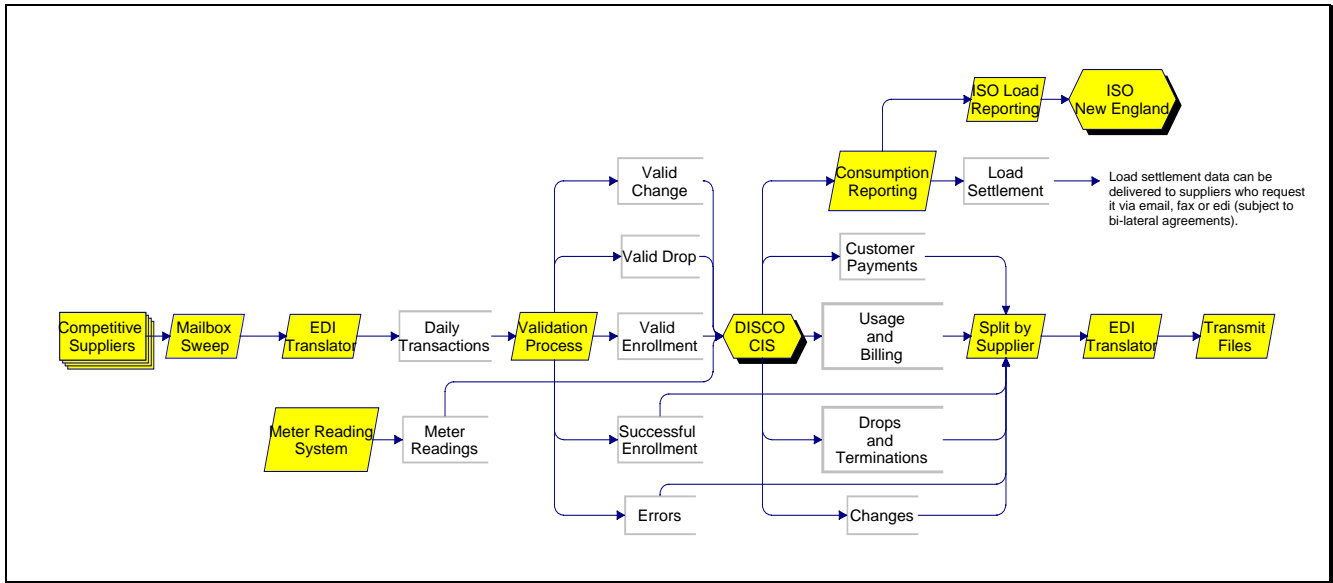 ISO Load
Reporting
ISO
New England
Valid
Change
Consumption
Reporting
Load
Settlement
Load settlement data can be
delivered to suppliers who request
it via email, fax or edi (subject to
bi-lateral agreements).
Valid Drop
Customer
Payments
Competitive
Suppliers
Mailbox
Sweep
EDI
Translator
Daily
Transactions
Validation
Process
Valid
Enrollment
DISCO
CIS
Usage
and
Billing
Split by
Supplier
EDI
Translator
Transmit
Files
Meter Reading
System
Meter
Readings
Successful
Enrollment
Drops
and
Terminations
Errors
Changes